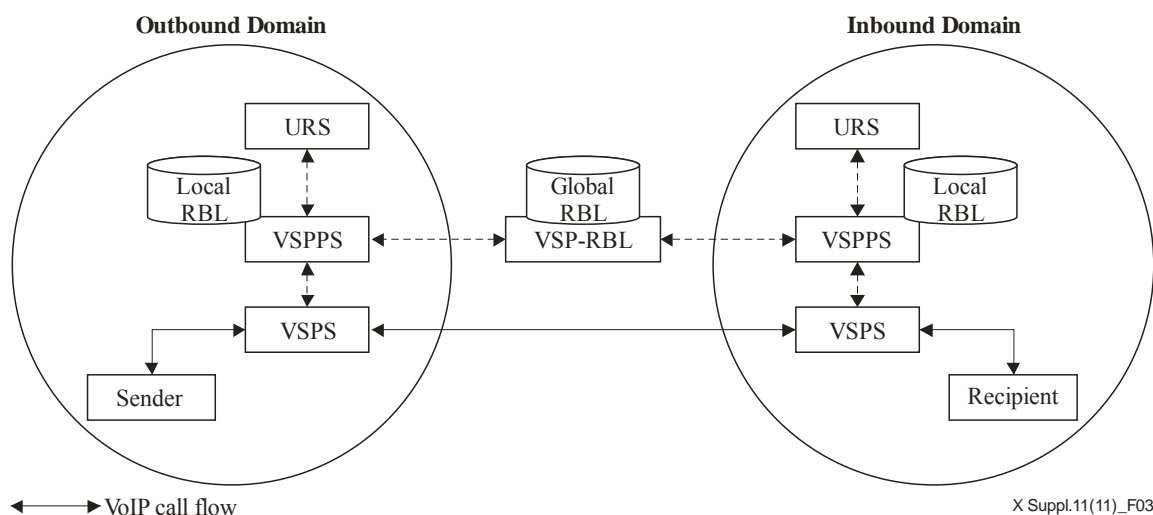 Outbound Domain
Inbound Domain
URS
URS
Local
RBL
Global
RBL
Local
RBL
VSPPS
VSP-RBL
VSPPS
VSPS
VSPS
Sender
Recipient
VoIP call flow
X Suppl.11(11)_F03